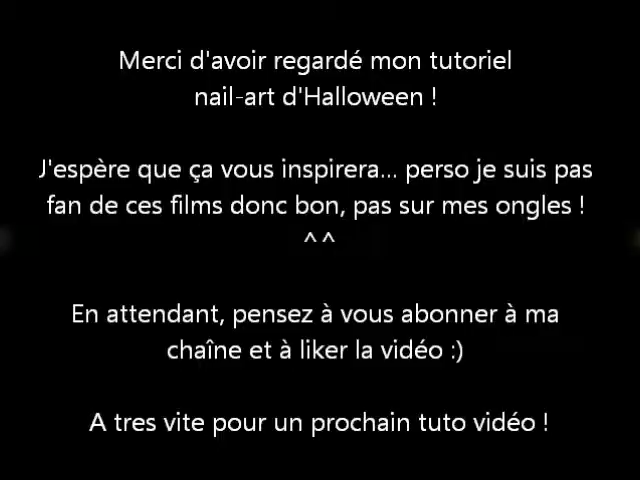 Merci d'avoir regardé mon tutoriel
nail-art d'Halloween !
J'espère que ça vous inspirera... perso je suis pas
fan de ces films donc bon, pas sur mes ongles !
^^
En attendant, pensez à vous abonner à ma
chaîne et à liker la vidéo :)
A tres vite pour un prochain tuto vidéo !